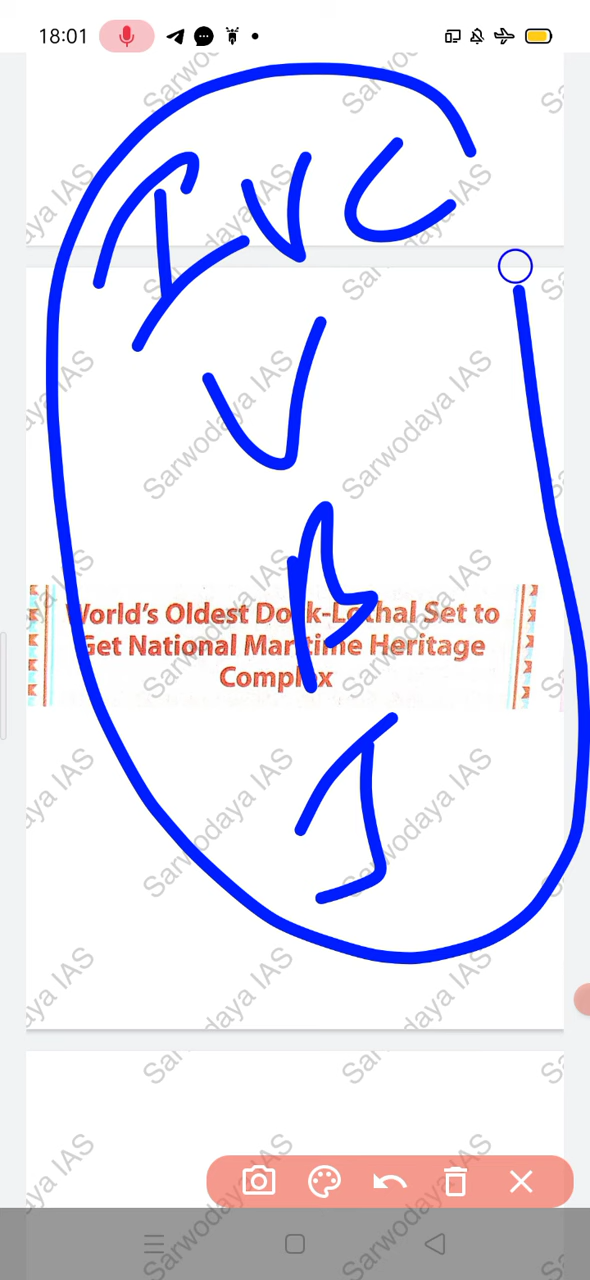 18:01
IVC
V
B
J
World's Oldest Dock-Lothal Set to
Get National Maritime Heritage
Complex
Sarwodaya IAS